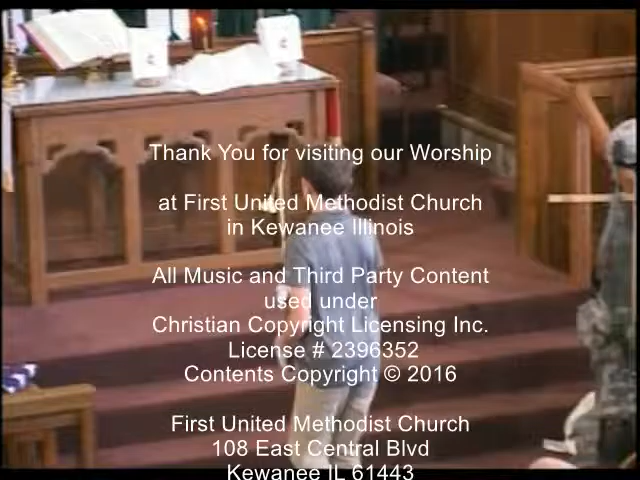 Thank You for visiting our Worship
at First United Methodist Church
in Kewanee Illinois
All Music and Third Party Content
used under
Christian Copyright Licensing Inc.
License # 2396352
Contents Copyright © 2016
First United Methodist Church
108 East Central Blvd
Kewanee IL 61443